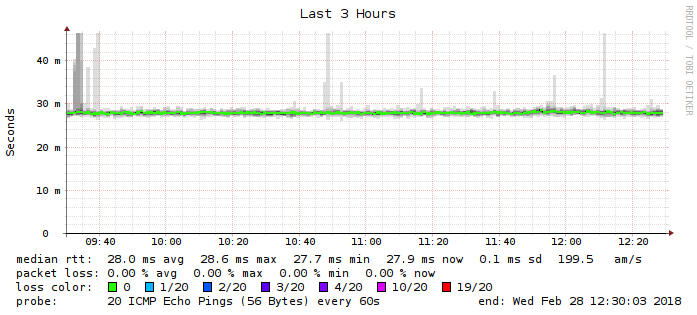 Last 3 Hours
RRDTOOL / TOBI OETIKER
Seconds
40 m
30 m
20 m
10 m
0
09:40 10:00 10:20 10:40 11:00 11:20 11:40 12:00 12:20
median rtt: 28.0 ms avg 28.6 ms max 27.7 ms min 27.9 ms now 0.1 ms sd 199.5 am/s
packet loss: 0.00 % avg 0.00 % max 0.00 % min 0.00 % now
loss color: 0 1/20 2/20 3/20 4/20 10/20 19/20
probe: 20 ICMP Echo Pings (56 Bytes) every 60s end: Wed Feb 28 12:30:03 2018